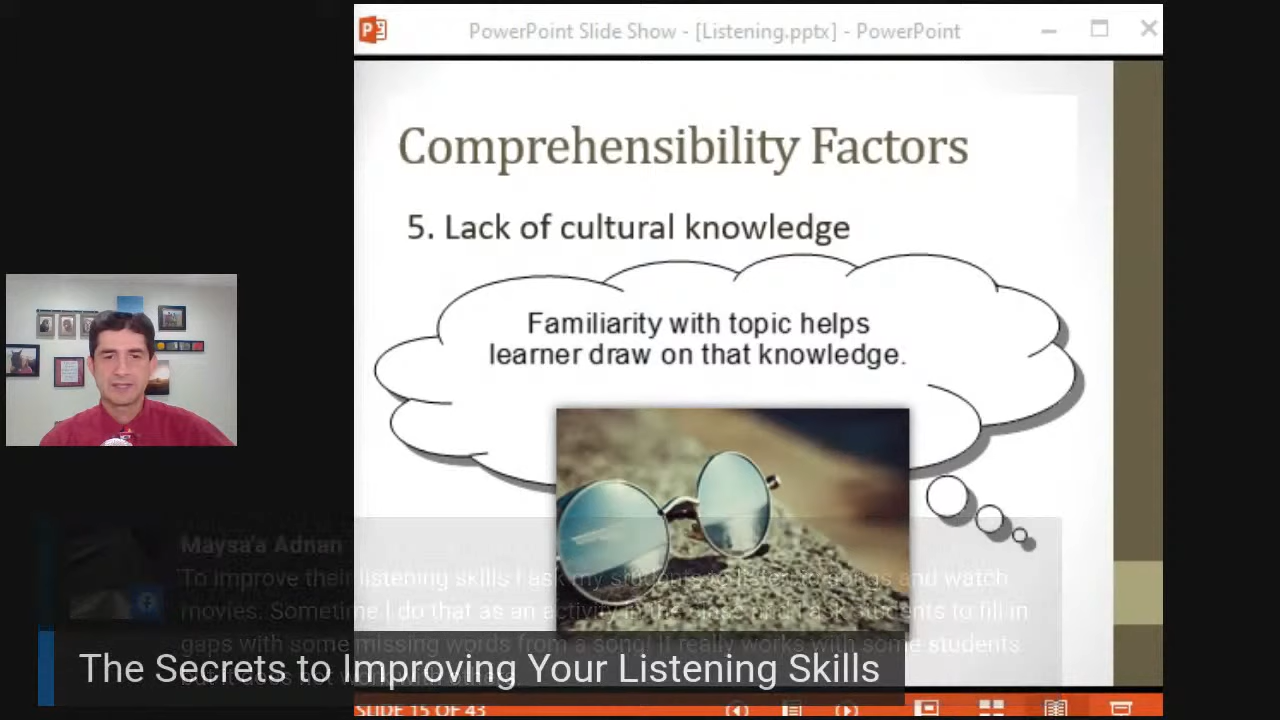 PowerPoint Slide Show - [Listening.pptx] - PowerPoint
Comprehensibility Factors
5. Lack of cultural knowledge
Familiarity with topic helps
learner draw on that knowledge.
Maysa'a Adnan
To improve their listening skills I ask my students to listen to songs and watch
movies. Sometime I do that as an activity in the class and I ask students to fill in
gaps with some missing words from a song! It really works with some students
The Secrets to Improving Your Listening Skills
SLIDE 15 OF 43